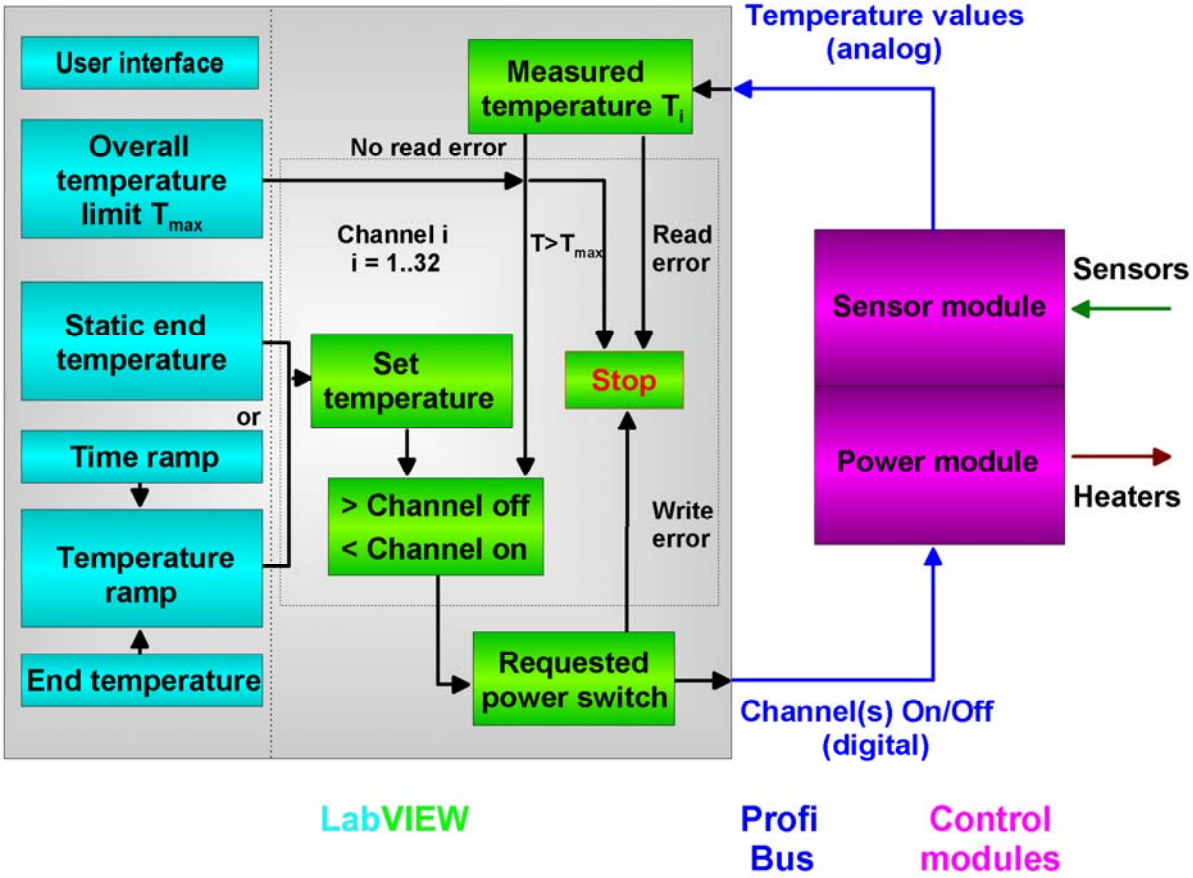 User interface
Overall
temperature
limit Tmax
Static end
temperature
or
Time ramp
Temperature
ramp
End temperature
Measured
temperature Ti
No read error
Channel i
i = 1..32
T>Tmax
Read
error
Set
temperature
Stop
> Channel off
< Channel on
Write
error
Requested
power switch
Temperature values
(analog)
Sensor module
Sensors
Power module
Heaters
Channel(s) On/Off
(digital)
LabVIEW
Profi
Bus
Control
modules